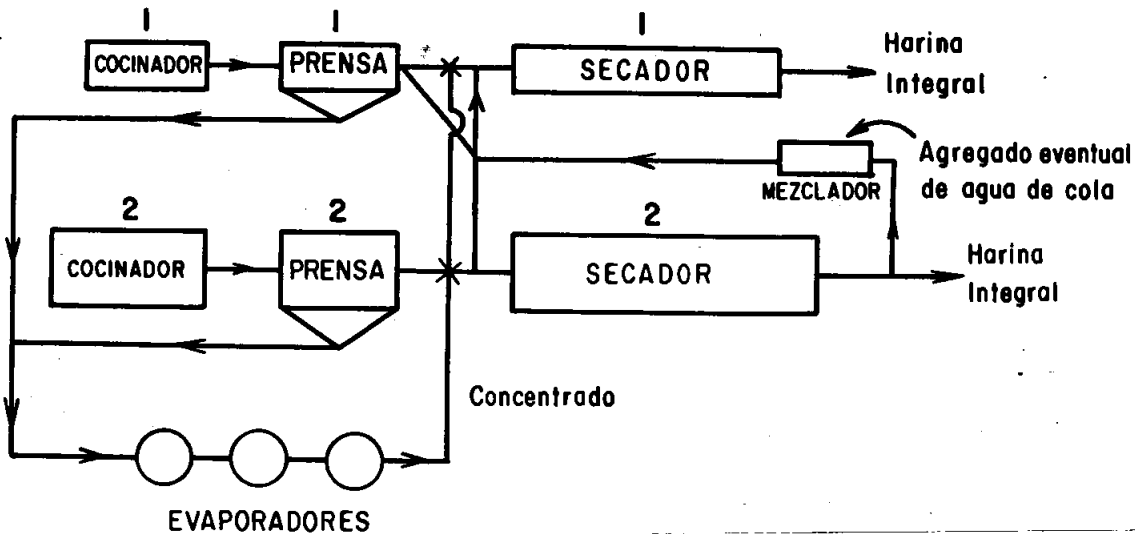 1
COCINADOR
1
PRENSA
1
SECADOR
Harina
Integral
Agregado eventual
de agua de cola
MEZCLADOR
2
COCINADOR
2
PRENSA
2
SECADOR
Harina
Integral
Concentrado
EVAPORADORES